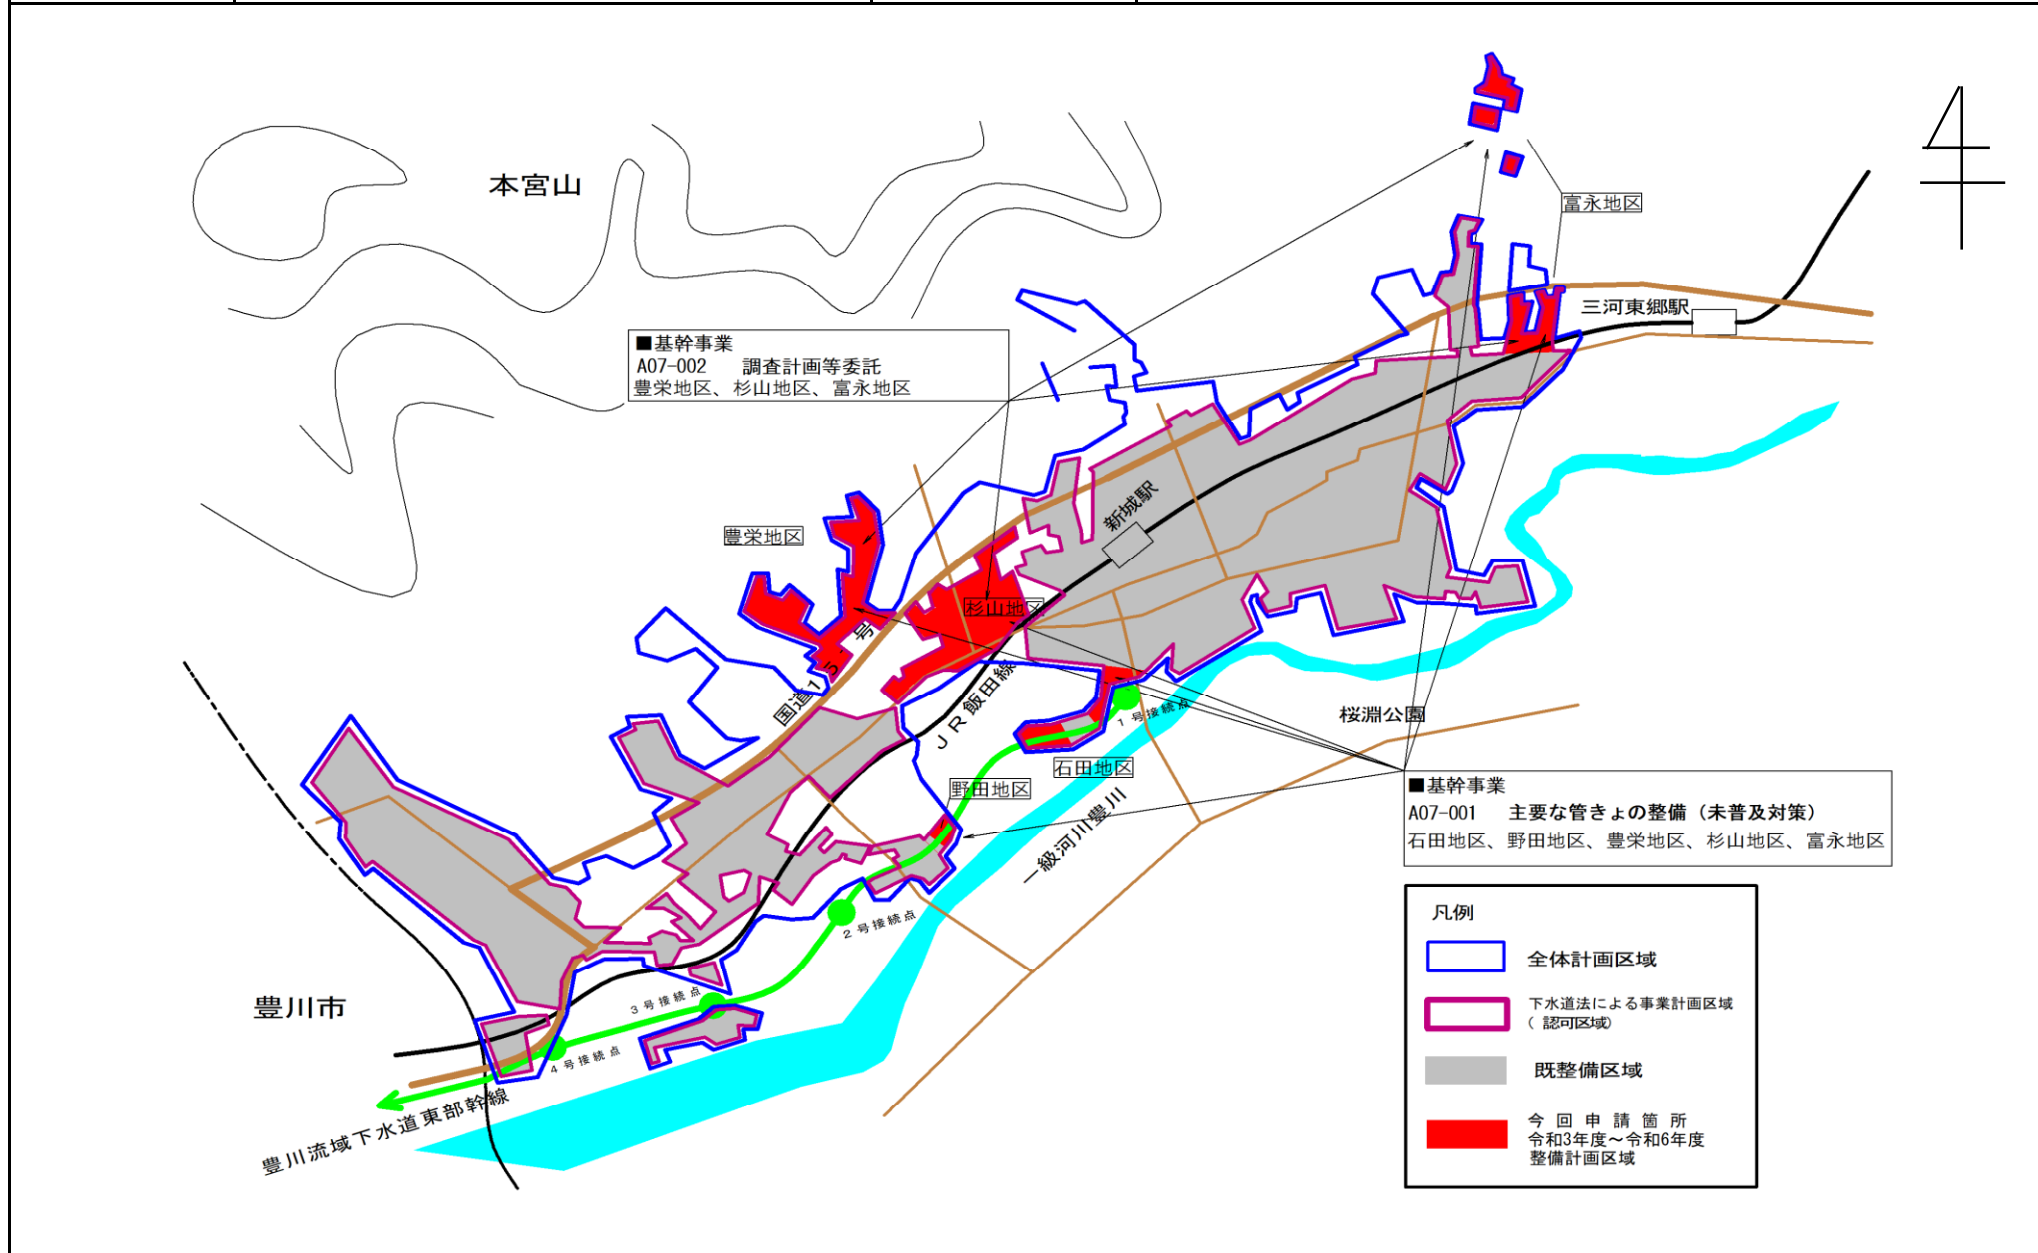 本宮山
富永地区
三河東郷駅
■基幹事業
A07-002 調査計画等委託
豊栄地区、杉山地区、富永地区
新城駅
豊栄地区
杉山地区
国道151号
JR飯田線
1号接続点
桜淵公園
石田地区
野田地区
一級河川豊川
■基幹事業
A07-001 主要な管きょの整備(未普及対策)
石田地区、野田地区、豊栄地区、杉山地区、富永地区
2号接続点
3号接続点
4号接続点
豊川市
豊川流域下水道東部幹線
凡例
全体計画区域
下水道法による事業計画区域
(認可区域)
既整備区域
今回申請箇所
令和3年度~令和6年度
整備計画区域